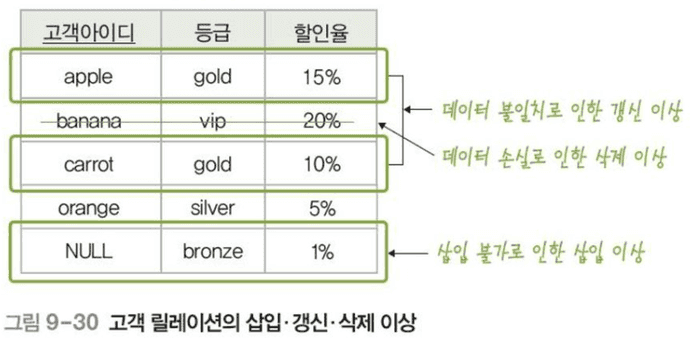 고객아이디 등급 할인율
apple gold 15%
banana vip 20%
carrot gold 10%
orange silver 5%
NULL bronze 1%
데이터 불일치로 인한 갱신 이상
데이터 손실로 인한 삭제 이상
삽입 불가로 인한 삽입 이상
그림 9-30 고객 릴레이션의 삽입·갱신·삭제 이상